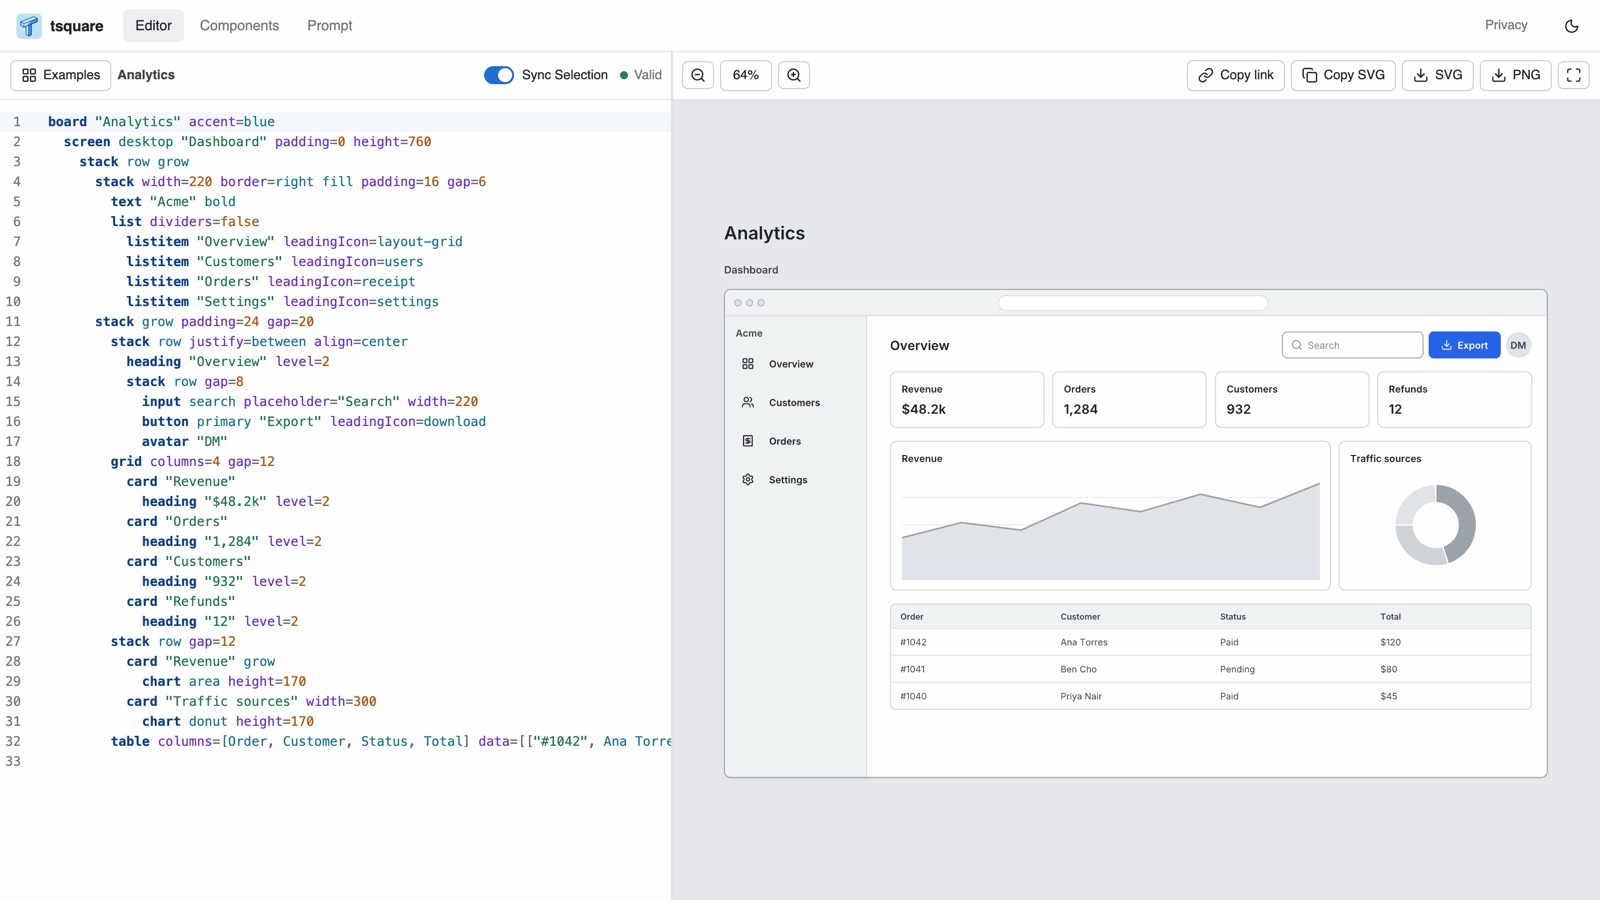 tsquare
Editor
Components
Prompt
Privacy
Examples
Analytics
Sync Selection
Valid
64%
Copy link
Copy SVG
SVG
PNG
1 board "Analytics" accent=blue
2 screen desktop "Dashboard" padding=0 height=760
3 stack row grow
4 stack width=220 border=right fill padding=16 gap=6
5 text "Acme" bold
6 list dividers=false
7 listitem "Overview" leadingIcon=layout-grid
8 listitem "Customers" leadingIcon=users
9 listitem "Orders" leadingIcon=receipt
10 listitem "Settings" leadingIcon=settings
11 stack grow padding=24 gap=20
12 stack row justify=between align=center
13 heading "Overview" level=2
14 stack row gap=8
15 input search placeholder="Search" width=220
16 button primary "Export" leadingIcon=download
17 avatar "DM"
18 grid columns=4 gap=12
19 card "Revenue"
20 heading "$48.2k" level=2
21 card "Orders"
22 heading "1,284" level=2
23 card "Customers"
24 heading "932" level=2
25 card "Refunds"
26 heading "12" level=2
27 stack row gap=12
28 card "Revenue" grow
29 chart area height=170
30 card "Traffic sources" width=300
31 chart donut height=170
32 table columns=[Order, Customer, Status, Total] data=[["#1042", Ana Torre
33
Analytics
Dashboard
Acme
Overview
Customers
Orders
Settings
Overview
Search
Export
DM
Revenue
$48.2k
Orders
1,284
Customers
932
Refunds
12
Revenue
Traffic sources
Order Customer Status Total
#1042 Ana Torres Paid $120
#1041 Ben Cho Pending $80
#1040 Priya Nair Paid $45